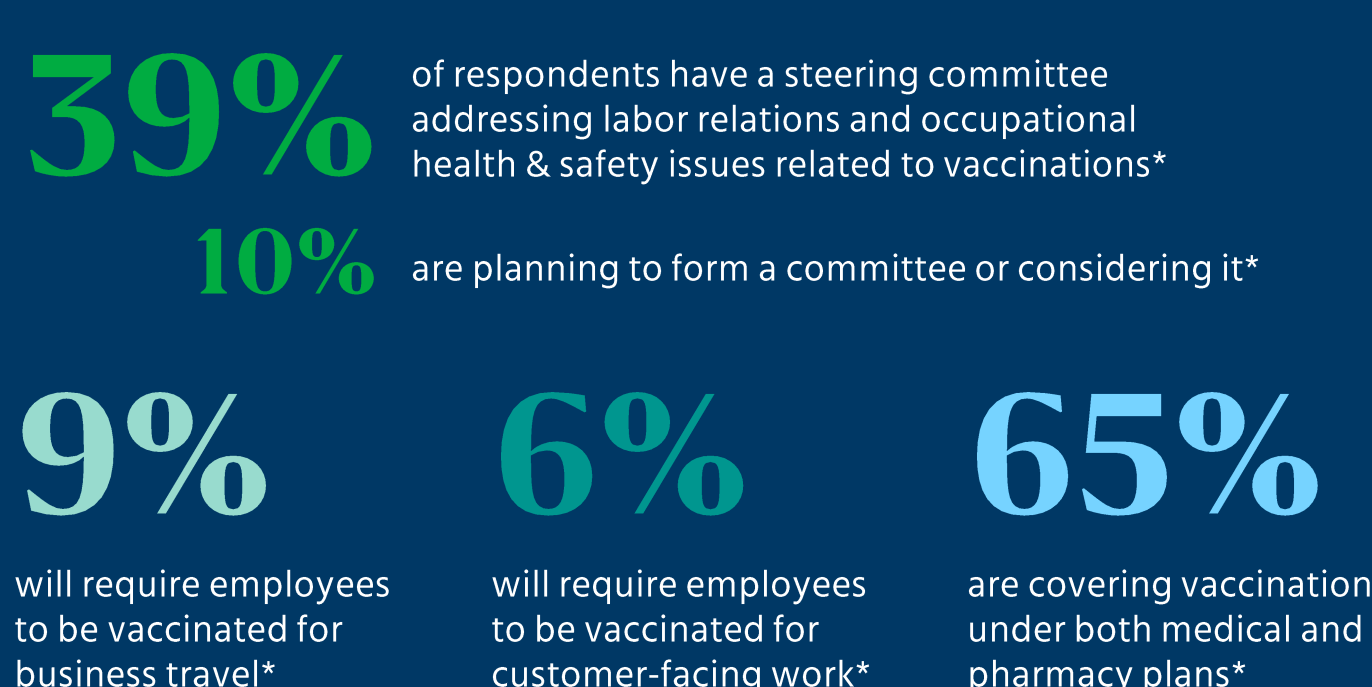 39%
of respondents have a steering committee
addressing labor relations and occupational
health & safety issues related to vaccinations*
10%
are planning to form a committee or considering it*
9%
will require employees
to be vaccinated for
business travel*
6%
will require employees
to be vaccinated for
customer-facing work*
65%
are covering vaccination
under both medical and
pharmacy plans*